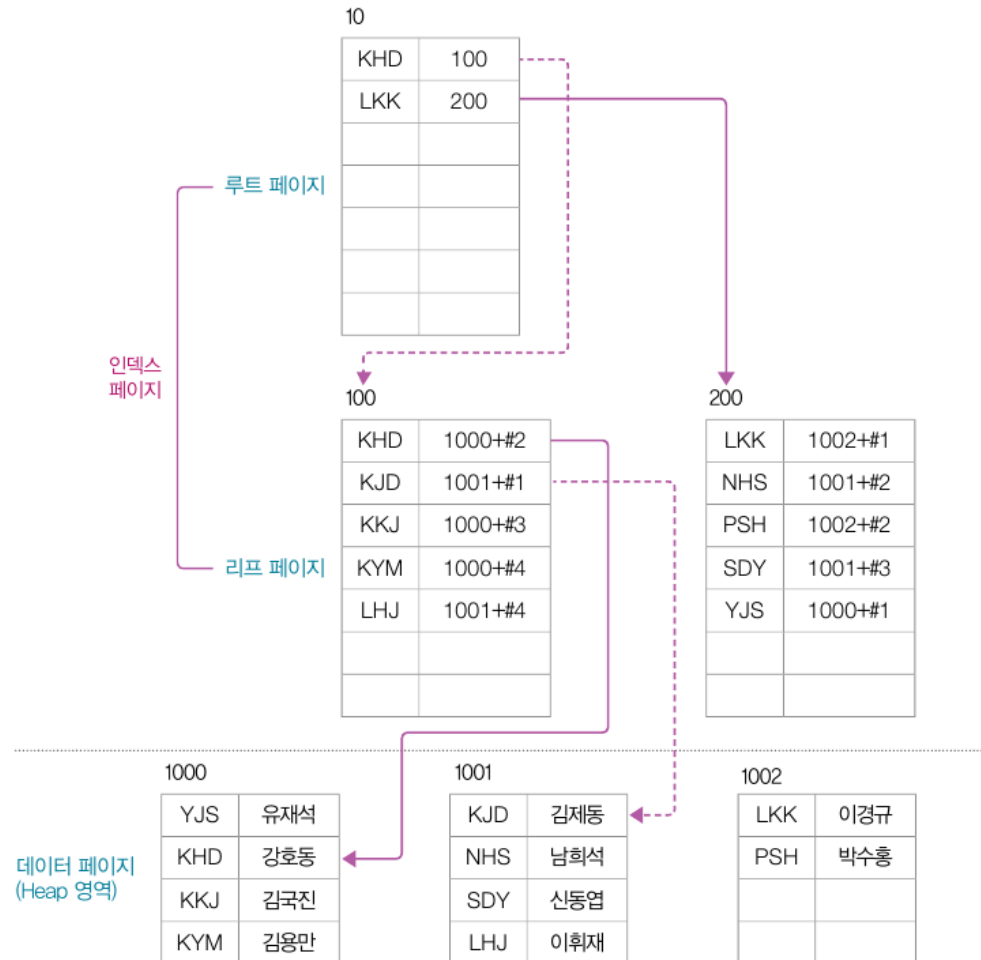 10
KHD 100
LKK 200
루트 페이지
인덱스
페이지
100
KHD 1000+#2
KJD 1001+#1
KKJ 1000+#3
KYM 1000+#4
LHJ 1001+#4
리프 페이지
200
LKK 1002+#1
NHS 1001+#2
PSH 1002+#2
SDY 1001+#3
YJS 1000+#1
데이터 페이지
(Heap 영역)
1000
YJS 유재석
KHD 강호동
KKJ 김국진
KYM 김용만
1001
KJD 김제동
NHS 남희석
SDY 신동엽
LHJ 이휘재
1002
LKK 이경규
PSH 박수홍